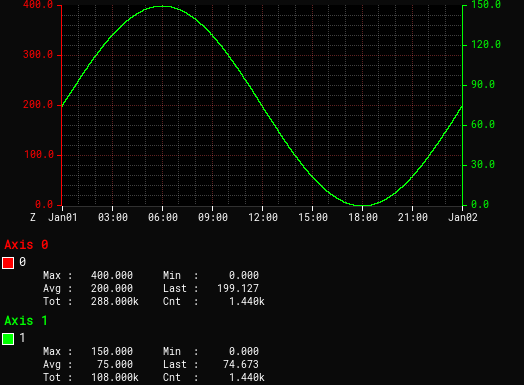 400.0 150.0
300.0 120.0
200.0 90.0
60.0
100.0 30.0
0.0 0.0
Z Jan01 03:00 06:00 09:00 12:00 15:00 18:00 21:00 Jan02
Axis 0
0
Max : 400.000 Min : 0.000
Avg : 200.000 Last : 199.127
Tot : 288.000k Cnt : 1.440k
Axis 1
1
Max : 150.000 Min : 0.000
Avg : 75.000 Last : 74.673
Tot : 108.000k Cnt : 1.440k